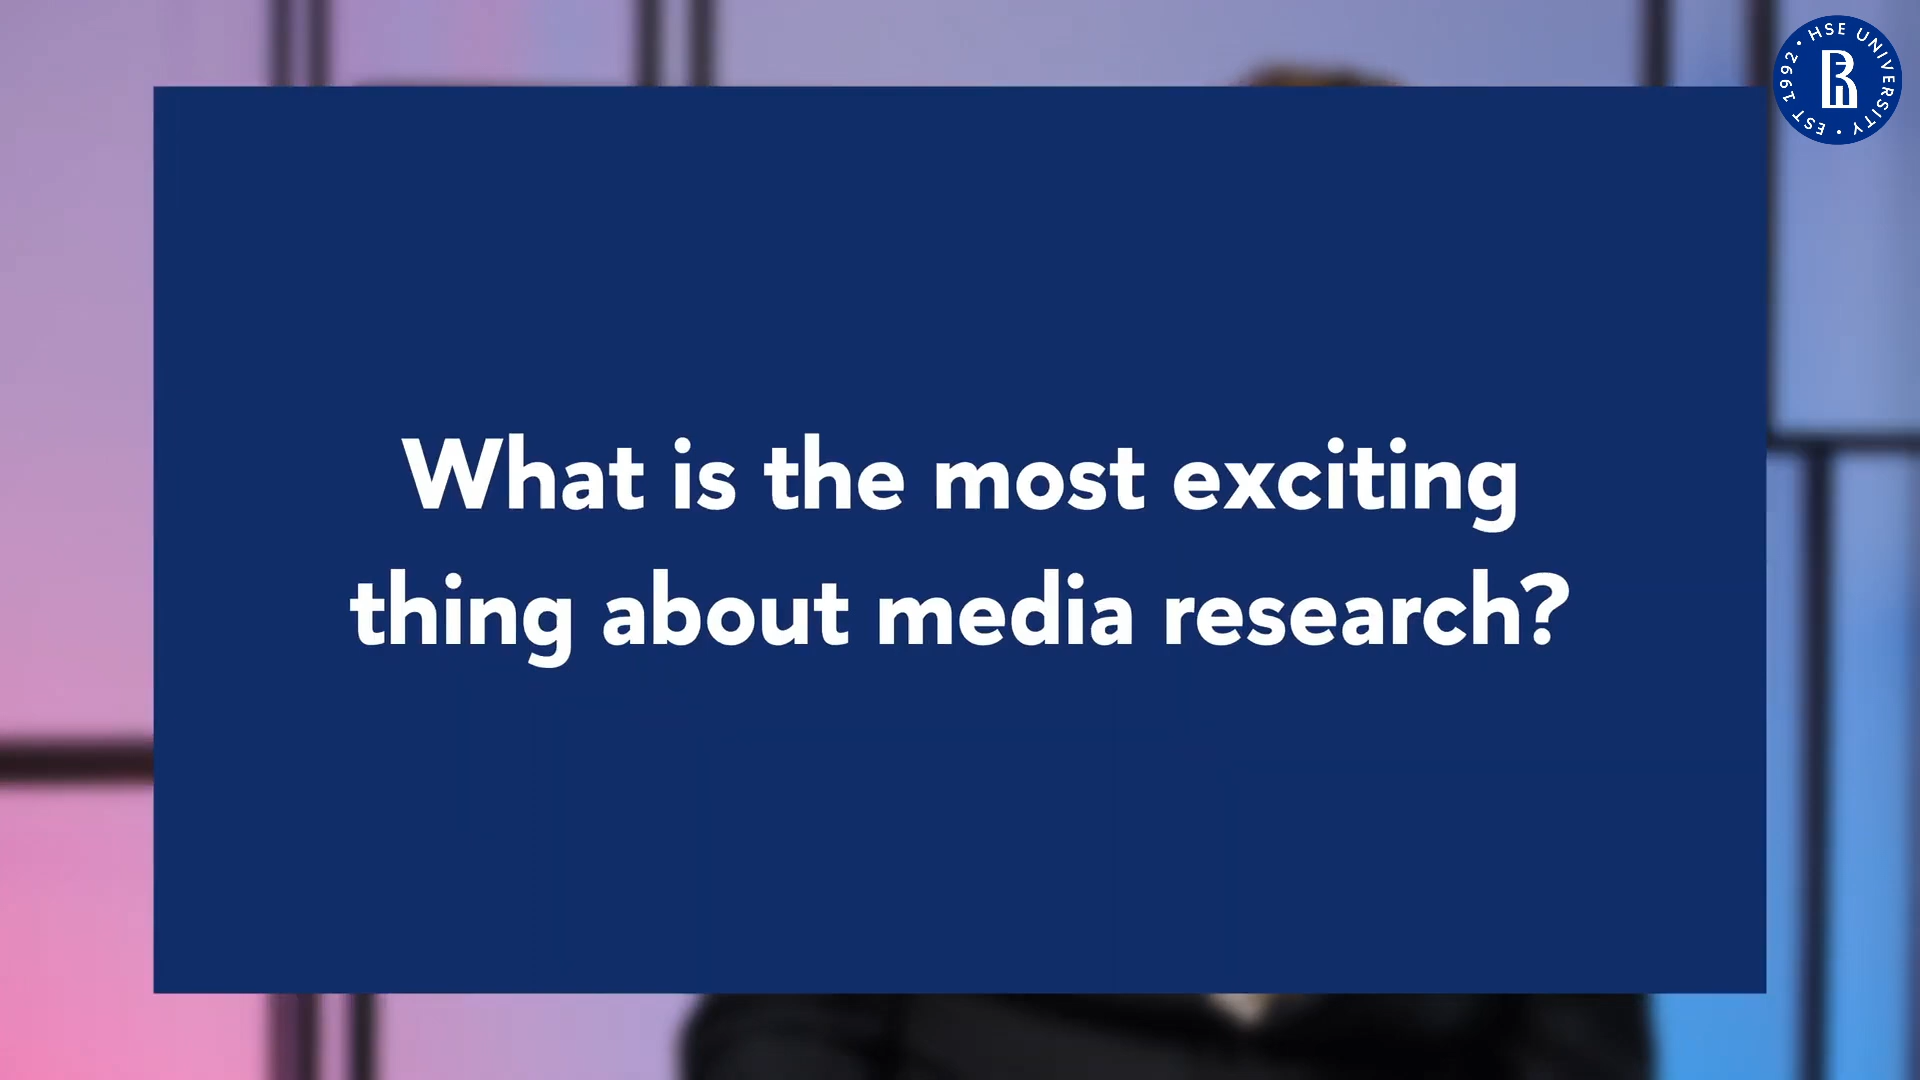 HSE UNIVERSITY • EST 1992 •
What is the most exciting
thing about media research?